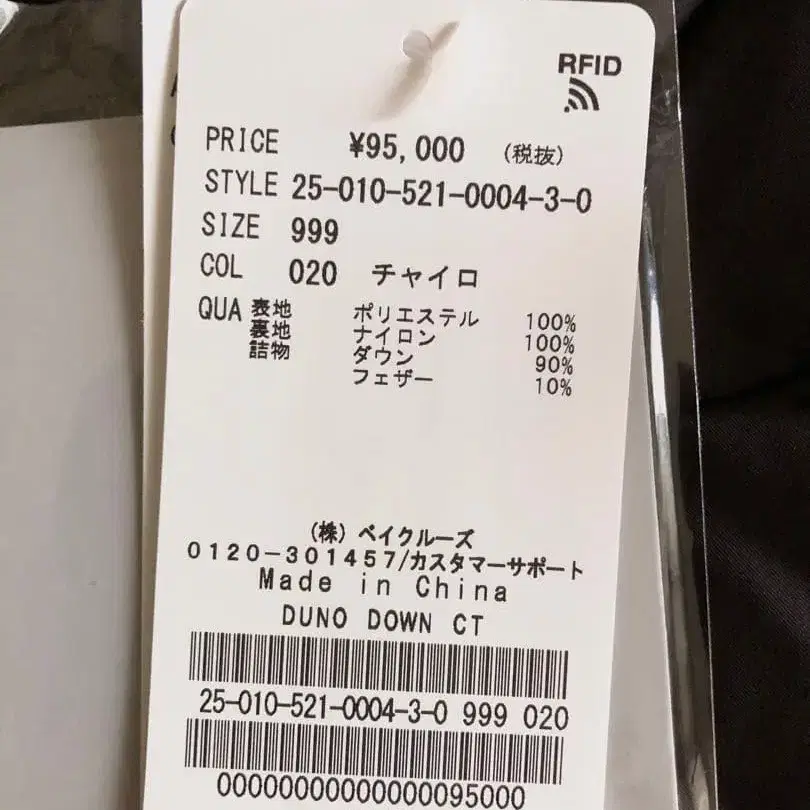 RFID
PRICE ¥95,000 (税抜)
STYLE 25-010-521-0004-3-0
SIZE 999
COL 020 チャイロ
QUA 表地 ポリエステル 100%
裏地 ナイロン 100%
詰物 ダウン 90%
フェザー 10%
(株) ベイクルーズ
0120-301457/カスタマーサポート
Made in China
DUNO DOWN CT
25-010-521-0004-3-0 999 020
00000000000000095000